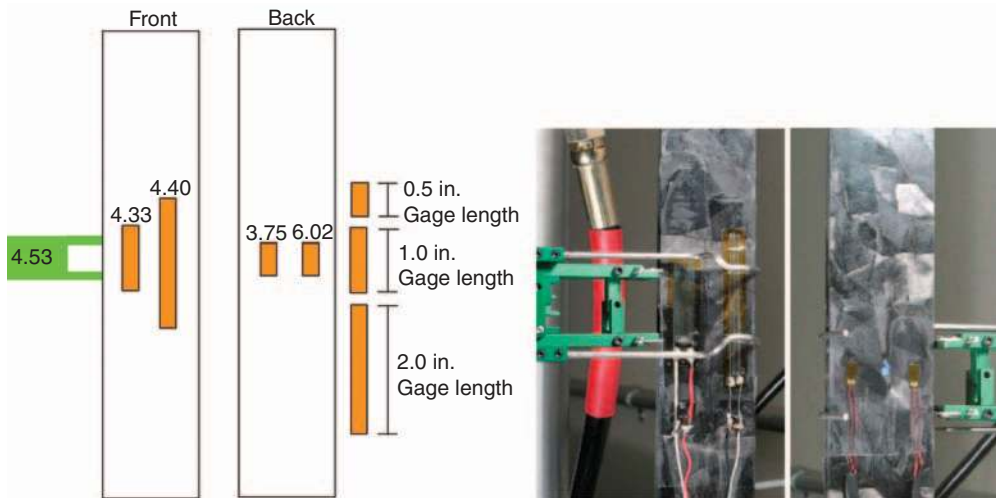 Front
Back
4.40
4.33
4.53
3.75 6.02
0.5 in.
Gage length
1.0 in.
Gage length
2.0 in.
Gage length